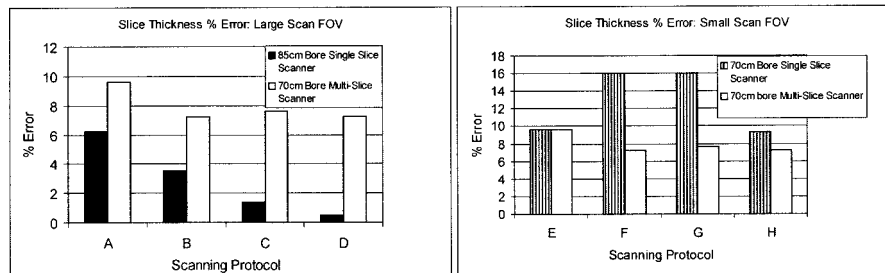 Slice Thickness % Error: Large Scan FOV
12
10
8
6
4
2
0
% Error
85cm Bore Single Slice
Scanner
70cm Bore Multi-Slice
Scanner
A B C D
Scanning Protocol
Slice Thickness % Error: Small Scan FOV
18
16
14
12
10
8
6
4
2
0
% Error
70cm Bore Single Slice
Scanner
70cm bore Multi-Slice Scanner
E F G H
Scanning Protocol